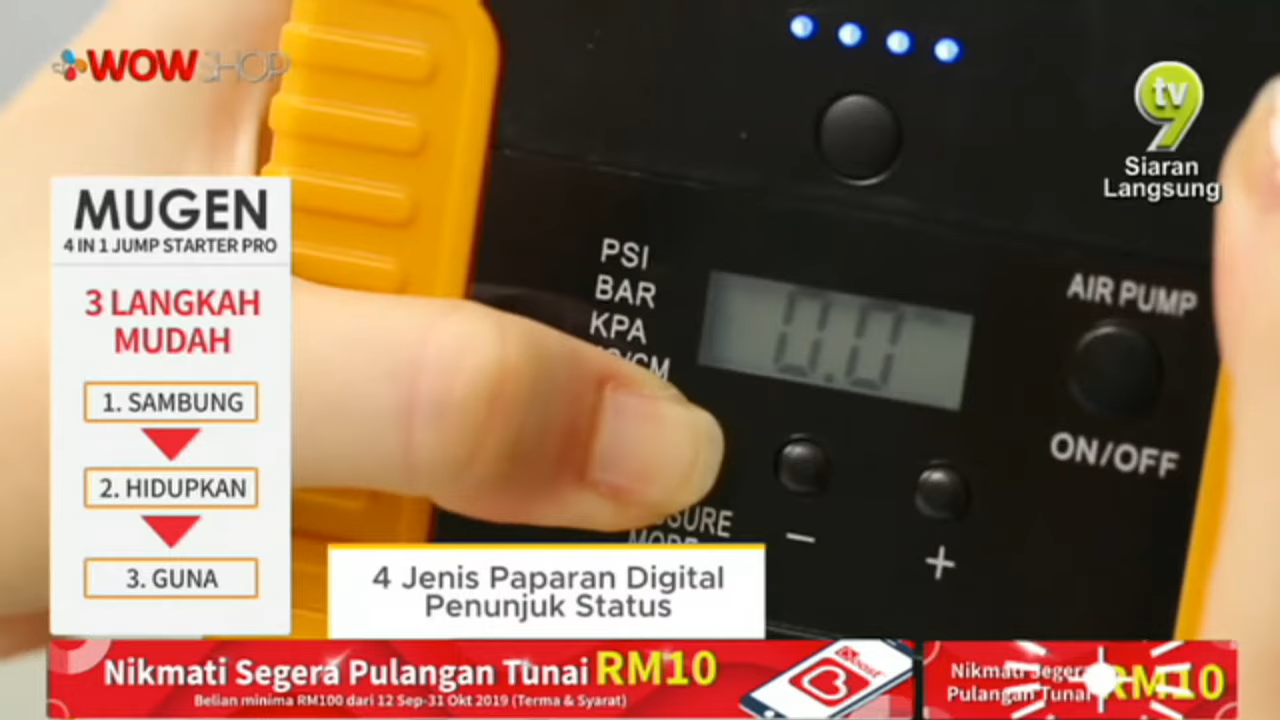 WOWSHOP
tv9
Siaran
Langsung
MUGEN
4 IN 1 JUMP STARTER PRO
3 LANGKAH
MUDAH
1. SAMBUNG
2. HIDUPKAN
3. GUNA
PSI
BAR
KPA
0.0
AIR PUMP
ON/OFF
−
+
4 Jenis Paparan Digital
Penunjuk Status
Nikmati Segera Pulangan Tunai RM10
Belian minima RM100 dari 12 Sep-31 Okt 2019 (Terma & Syarat)
Nikmati Segera
Pulangan Tunai RM10